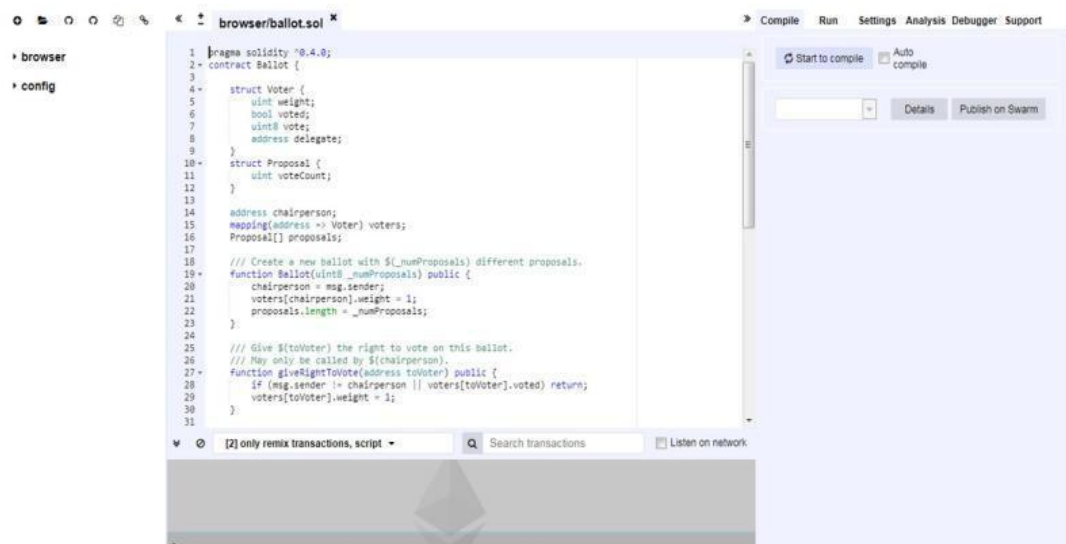 browser/ballot.sol
Compile Run Settings Analysis Debugger Support
browser
config
Start to compile
Auto compile
Details
Publish on Swarm
1 pragma solidity ^0.4.0;
2 contract Ballot {
3
4 struct Voter {
5 uint weight;
6 bool voted;
7 uint8 vote;
8 address delegate;
9 }
10 struct Proposal {
11 uint voteCount;
12 }
13
14 address chairperson;
15 mapping(address => Voter) voters;
16 Proposal[] proposals;
17
18 /// Create a new ballot with $(_numProposals) different proposals.
19 function Ballot(uint8 _numProposals) public {
20 chairperson = msg.sender;
21 voters[chairperson].weight = 1;
22 proposals.length = _numProposals;
23 }
24
25 /// Give $(toVoter) the right to vote on this ballot.
26 /// May only be called by $(chairperson).
27 function giveRightToVote(address toVoter) public {
28 if (msg.sender != chairperson || voters[toVoter].voted) return;
29 voters[toVoter].weight = 1;
30 }
31
[2] only remix transactions, script
Search transactions
Listen on network